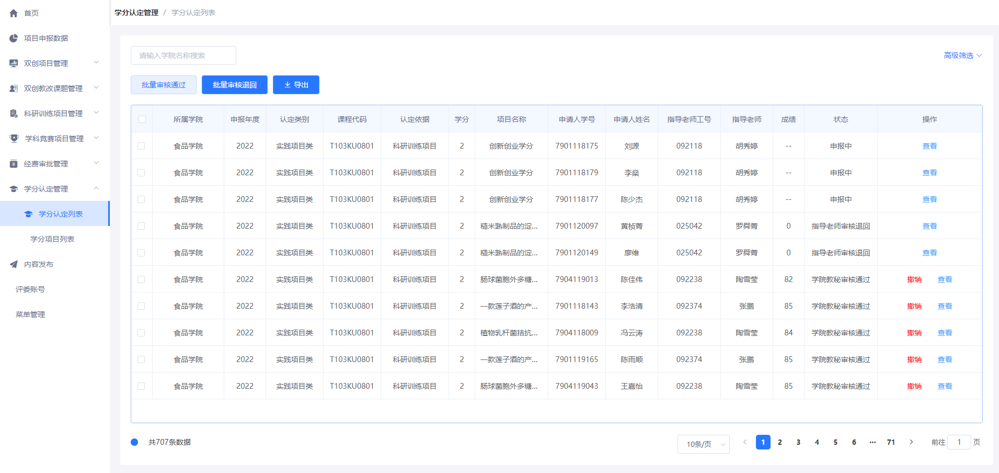 首页
项目申报数据
双创项目管理
双创教改课题管理
科研训练项目管理
学科竞赛项目管理
经费审批管理
学分认定管理
学分认定列表
学分项目列表
内容发布
评委账号
菜单管理
学分认定管理 / 学分认定列表
请输入学院名称搜索 高级筛选
批量审核通过 批量审核退回 导出
所属学院 申报年度 认定类别 课程代码 认定依据 学分 项目名称 申请人学号 申请人姓名 指导老师工号 指导老师 成绩 状态 操作
食品学院 2022 实践项目类 T103KU0801 科研训练项目 2 创新创业学分 7901118175 刘源 092118 胡秀婷 -- 申报中 查看
食品学院 2022 实践项目类 T103KU0801 科研训练项目 2 创新创业学分 7901118179 李燊 092118 胡秀婷 -- 申报中 查看
食品学院 2022 实践项目类 T103KU0801 科研训练项目 2 创新创业学分 7901118177 陈少杰 092118 胡秀婷 -- 申报中 查看
食品学院 2022 实践项目类 T103KU0801 科研训练项目 2 糙米熟制品的淀... 7901120097 黄桢菁 025042 罗舜菁 0 指导老师审核退回 查看
食品学院 2022 实践项目类 T103KU0801 科研训练项目 2 糙米熟制品的淀... 7901120149 廖维 025042 罗舜菁 0 指导老师审核退回 查看
食品学院 2022 实践项目类 T103KU0801 科研训练项目 2 肠球菌胞外多糖... 7904119013 陈佳伟 092238 陶雪莹 82 学院教秘审核通过 撤销 查看
食品学院 2022 实践项目类 T103KU0801 科研训练项目 2 一款莲子酒的产... 7901118143 李浩清 092374 张鹏 85 学院教秘审核通过 撤销 查看
食品学院 2022 实践项目类 T103KU0801 科研训练项目 2 植物乳杆菌拮抗... 7904118009 冯云涛 092238 陶雪莹 84 学院教秘审核通过 撤销 查看
食品学院 2022 实践项目类 T103KU0801 科研训练项目 2 一款莲子酒的产... 7901119165 陈雨顺 092374 张鹏 85 学院教秘审核通过 撤销 查看
食品学院 2022 实践项目类 T103KU0801 科研训练项目 2 肠球菌胞外多糖... 7904119043 王嘉怡 092238 陶雪莹 85 学院教秘审核通过 撤销 查看
共707条数据 10条/页 1 2 3 4 5 6 ··· 71 前往 1 页